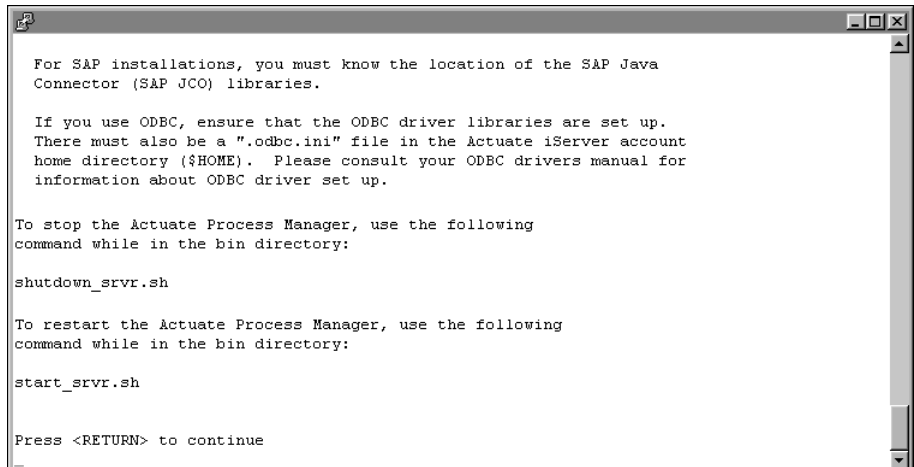 For SAP installations, you must know the location of the SAP Java
Connector (SAP JCO) libraries.
If you use ODBC, ensure that the ODBC driver libraries are set up.
There must also be a ".odbc.ini" file in the Actuate iServer account
home directory ($HOME).  Please consult your ODBC drivers manual for
information about ODBC driver set up.
To stop the Actuate Process Manager, use the following
command while in the bin directory:
shutdown_srvr.sh
To restart the Actuate Process Manager, use the following
command while in the bin directory:
start_srvr.sh
Press <RETURN> to continue